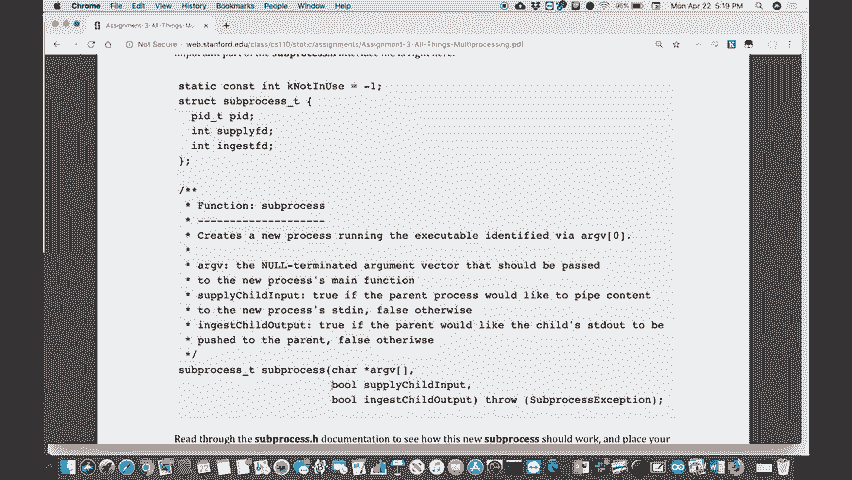 Chrome File Edit View History Bookmarks People Window Help
96% Mon Apr 22 5:19 PM
Assignment-3-All-Things-Mu
Not Secure web.stanford.edu/class/cs110/static/assignments/Assignment-3-All-Things-Multiprocessing.pdf
static const int kNotInUse = -1;
struct subprocess_t {
pid_t pid;
int supplyfd;
int ingestfd;
};
/**
* Function: subprocess
* --------------------
* Creates a new process running the executable identified via argv[0].
*
* argv: the NULL-terminated argument vector that should be passed
* to the new process's main function
* supplyChildInput: true if the parent process would like to pipe content
* to the new process's stdin, false otherwise
* ingestChildOutput: true if the parent would like the child's stdout to be
* pushed to the parent, false otheriwse
*/
subprocess_t subprocess(char *argv[],
bool supplyChildInput,
bool ingestChildOutput) throw (SubprocessException);
Read through the subprocess.h documentation to see how this new subprocess should work, and place your